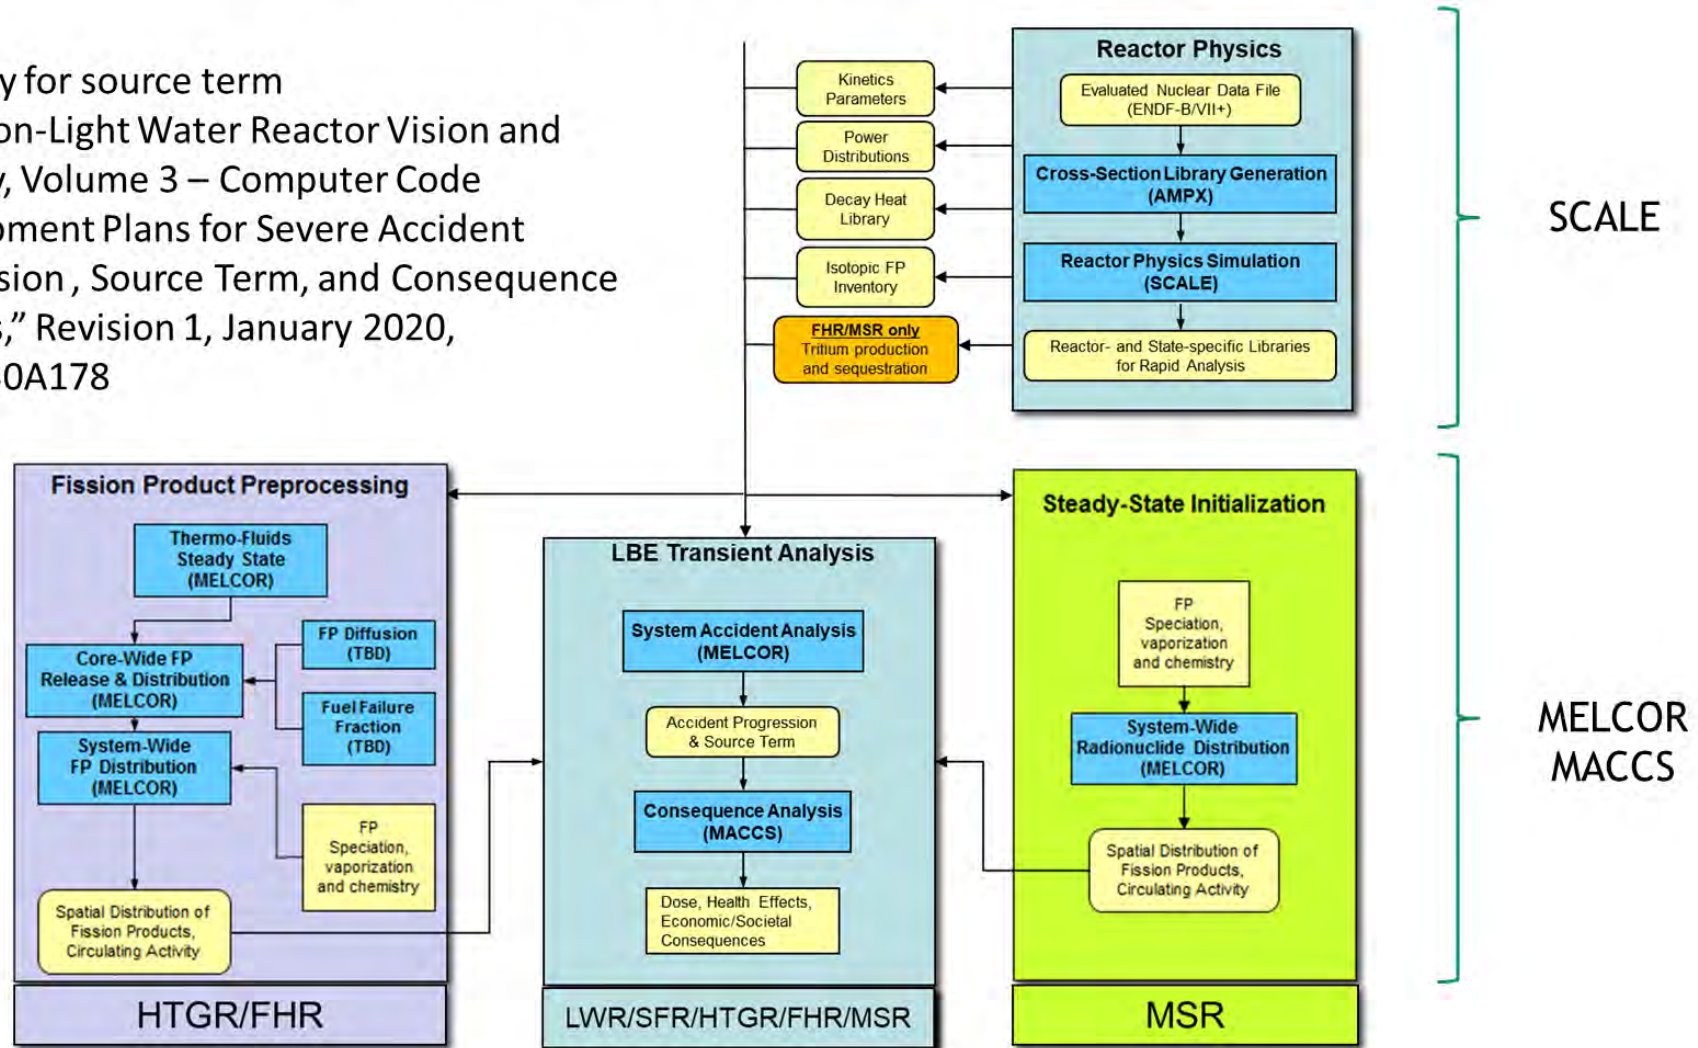 y for source term
on-Light Water Reactor Vision and
y, Volume 3 – Computer Code
pment Plans for Severe Accident
sion , Source Term, and Consequence
s,” Revision 1, January 2020,
0A178
Reactor Physics
Evaluated Nuclear Data File
(ENDF-B/VII+)
Cross-Section Library Generation
(AMPX)
Reactor Physics Simulation
(SCALE)
Reactor- and State-specific Libraries
for Rapid Analysis
Kinetics
Parameters
Power
Distributions
Decay Heat
Library
Isotopic FP
Inventory
FHR/MSR only
Tritium production
and sequestration
SCALE
Fission Product Preprocessing
Thermo-Fluids
Steady State
(MELCOR)
Core-Wide FP
Release & Distribution
(MELCOR)
FP Diffusion
(TBD)
Fuel Failure
Fraction
(TBD)
System-Wide
FP Distribution
(MELCOR)
FP
Speciation,
vaporization
and chemistry
Spatial Distribution of
Fission Products,
Circulating Activity
HTGR/FHR
LBE Transient Analysis
System Accident Analysis
(MELCOR)
Accident Progression
& Source Term
Consequence Analysis
(MACCS)
Dose, Health Effects,
Economic/Societal
Consequences
LWR/SFR/HTGR/FHR/MSR
Steady-State Initialization
FP
Speciation,
vaporization
and chemistry
System-Wide
Radionuclide Distribution
(MELCOR)
Spatial Distribution of
Fission Products,
Circulating Activity
MSR
MELCOR
MACCS